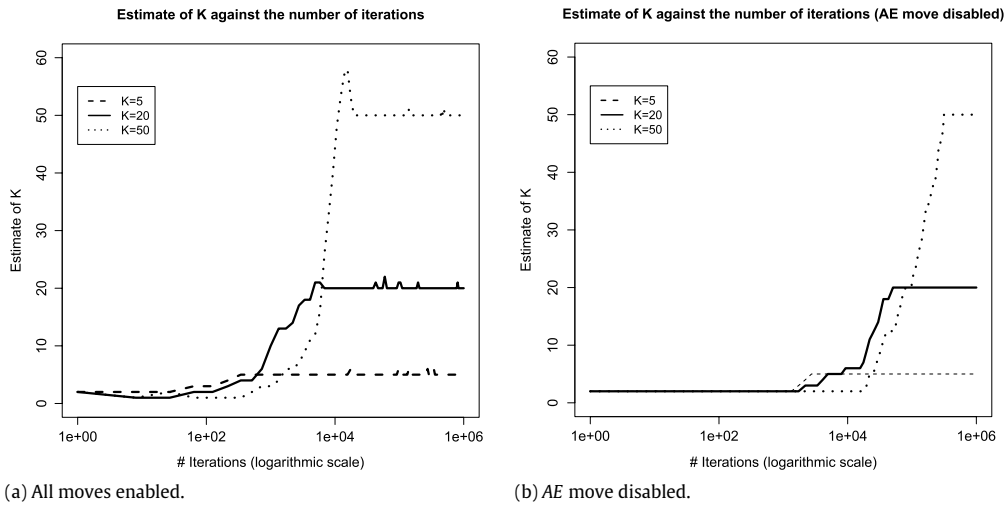 Estimate of K against the number of iterations
Estimate of K
60
50
40
30
20
10
0
K=5
K=20
K=50
1e+00 1e+02 1e+04 1e+06
# Iterations (logarithmic scale)
(a) All moves enabled.
Estimate of K against the number of iterations (AE move disabled)
Estimate of K
60
50
40
30
20
10
0
K=5
K=20
K=50
1e+00 1e+02 1e+04 1e+06
# Iterations (logarithmic scale)
(b) AE move disabled.